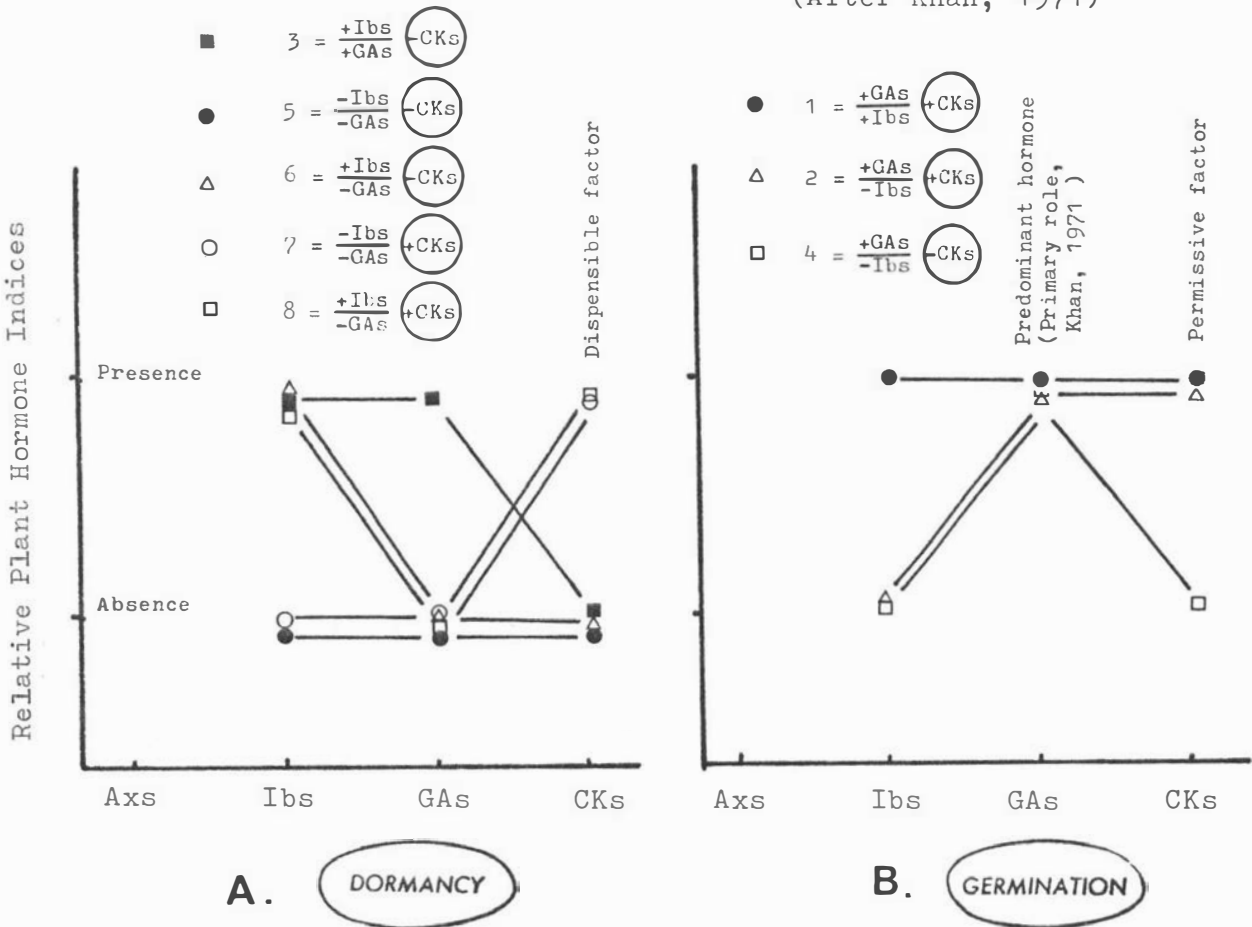 (After Khan, 1971)
3 = +Ibs/+GAs -CKs
5 = -Ibs/-GAs -CKs
6 = +Ibs/-GAs -CKs
7 = -Ibs/-GAs +CKs
8 = +Ibs/-GAs +CKs
Dispensible factor
1 = +GAs/+Ibs +CKs
2 = +GAs/-Ibs +CKs
4 = +GAs/-Ibs -CKs
Predominant hormone
(Primary role,
Khan, 1971 )
Permissive factor
Relative Plant Hormone Indices
Presence
Absence
Axs Ibs GAs CKs
Axs Ibs GAs CKs
A. DORMANCY
B. GERMINATION